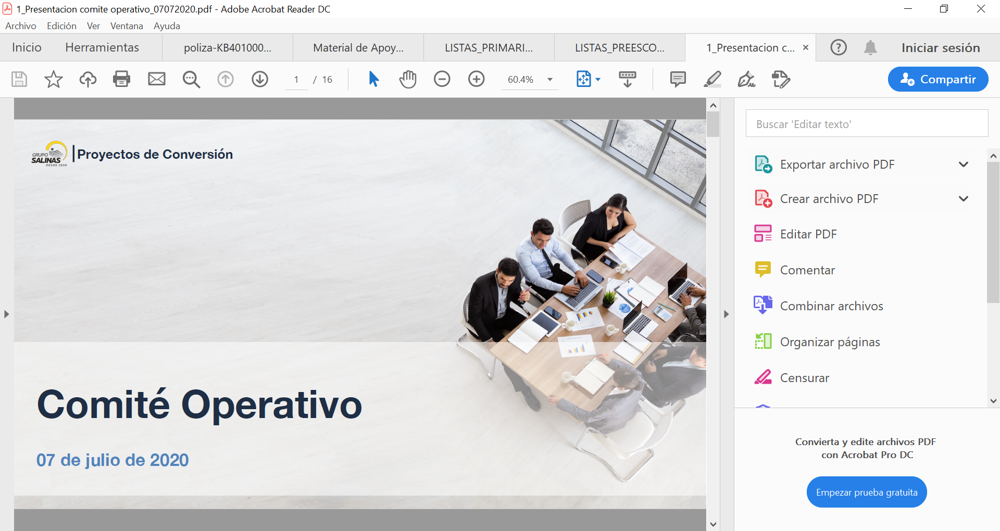 1_Presentacion comite operativo_07072020.pdf - Adobe Acrobat Reader DC
Archivo Edición Ver Ventana Ayuda
Inicio Herramientas poliza-KB401000... Material de Apoy... LISTAS_PRIMARI... LISTAS_PREESCO... 1_Presentacion c... Iniciar sesión
1 / 16 60.4% Compartir
GRUPO
SALINAS
DESDE 1906
Proyectos de Conversión
Comité Operativo
07 de julio de 2020
Buscar 'Editar texto'
Exportar archivo PDF
Crear archivo PDF
Editar PDF
Comentar
Combinar archivos
Organizar páginas
Censurar
Convierta y edite archivos PDF
con Acrobat Pro DC
Empezar prueba gratuita